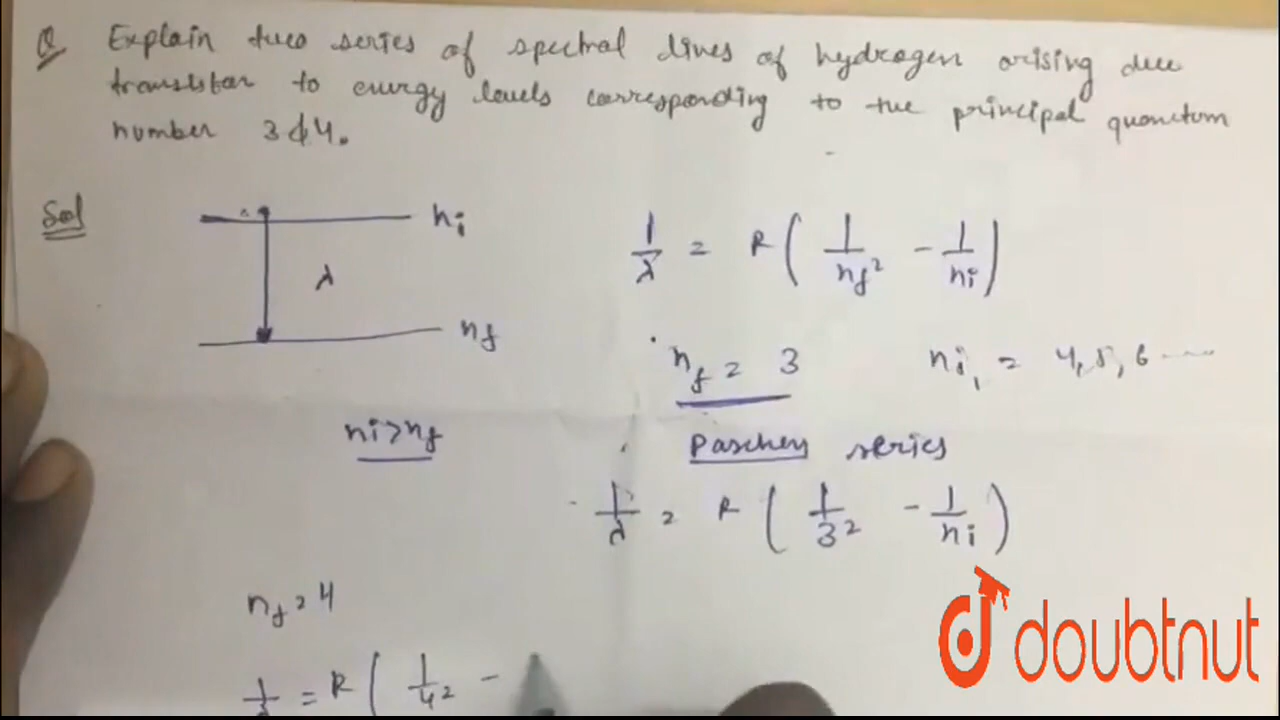 Q Explain two series of spectral lines of hydrogen arising due
transistor to energy levels corresponding to the principal quanctum
number 3 & 4.
Sol
ni
1/λ = R ( 1/nf² - 1/ni )
λ
nf
nf = 3 ni, = 4,5,6 ......
ni>nf
Paschen series
1/λ = R ( 1/3² - 1/ni )
nf = 4
1/λ = R ( 1/4² -
doubtnut